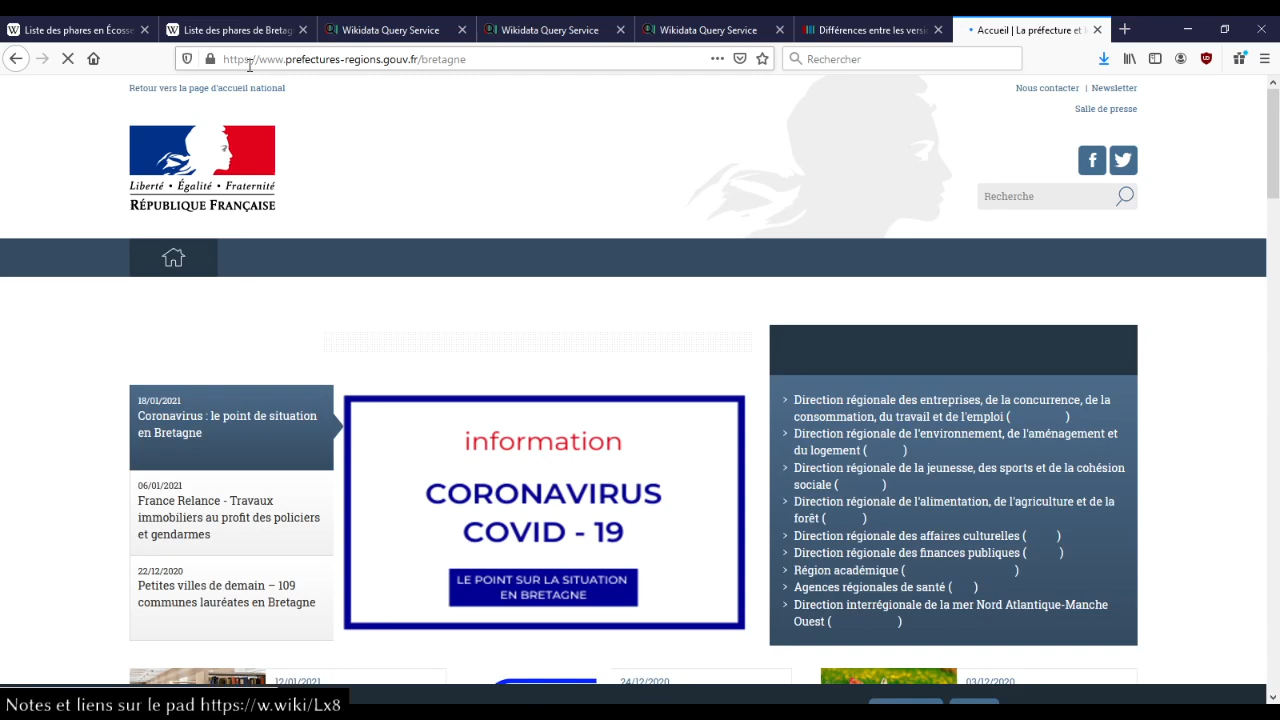 Liste des phares en Écosse
Liste des phares de Bretag
Wikidata Query Service
Wikidata Query Service
Wikidata Query Service
Différences entre les versi
Accueil | La préfecture et l
https://www.prefectures-regions.gouv.fr/bretagne
Rechercher
Retour vers la page d'accueil national
Nous contacter | Newsletter
Salle de presse
Liberté • Égalité • Fraternité
RÉPUBLIQUE FRANÇAISE
Recherche
18/01/2021
Coronavirus : le point de situation
en Bretagne
06/01/2021
France Relance - Travaux
immobiliers au profit des policiers
et gendarmes
22/12/2020
Petites villes de demain – 109
communes lauréates en Bretagne
information
CORONAVIRUS
COVID - 19
LE POINT SUR LA SITUATION
EN BRETAGNE
Direction régionale des entreprises, de la concurrence, de la
consommation, du travail et de l'emploi ( )
Direction régionale de l'environnement, de l'aménagement et
du logement ( )
Direction régionale de la jeunesse, des sports et de la cohésion
sociale ( )
Direction régionale de l'alimentation, de l'agriculture et de la
forêt ( )
Direction régionale des affaires culturelles ( )
Direction régionale des finances publiques ( )
Région académique ( )
Agences régionales de santé ( )
Direction interrégionale de la mer Nord Atlantique-Manche
Ouest ( )
12/01/2021
24/12/2020
03/12/2020
Notes et liens sur le pad https://w.wiki/Lx8